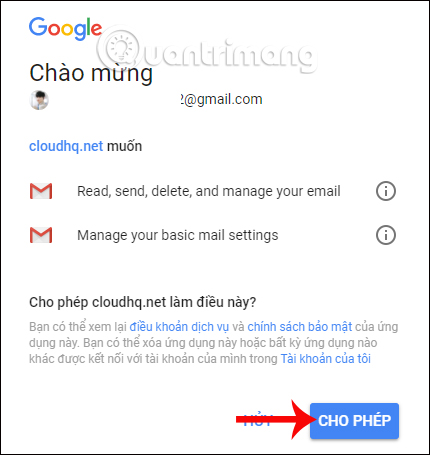 Google
Quantrimang
Chào mừng
2@gmail.com
cloudhq.net muốn
Read, send, delete, and manage your email
Manage your basic mail settings
Cho phép cloudhq.net làm điều này?
Bạn có thể xem lại điều khoản dịch vụ và chính sách bảo mật của ứng
dụng này. Bạn có thể xóa ứng dụng này hoặc bất kỳ ứng dụng nào
khác được kết nối với tài khoản của mình trong Tài khoản của tôi
HỦY CHO PHÉP